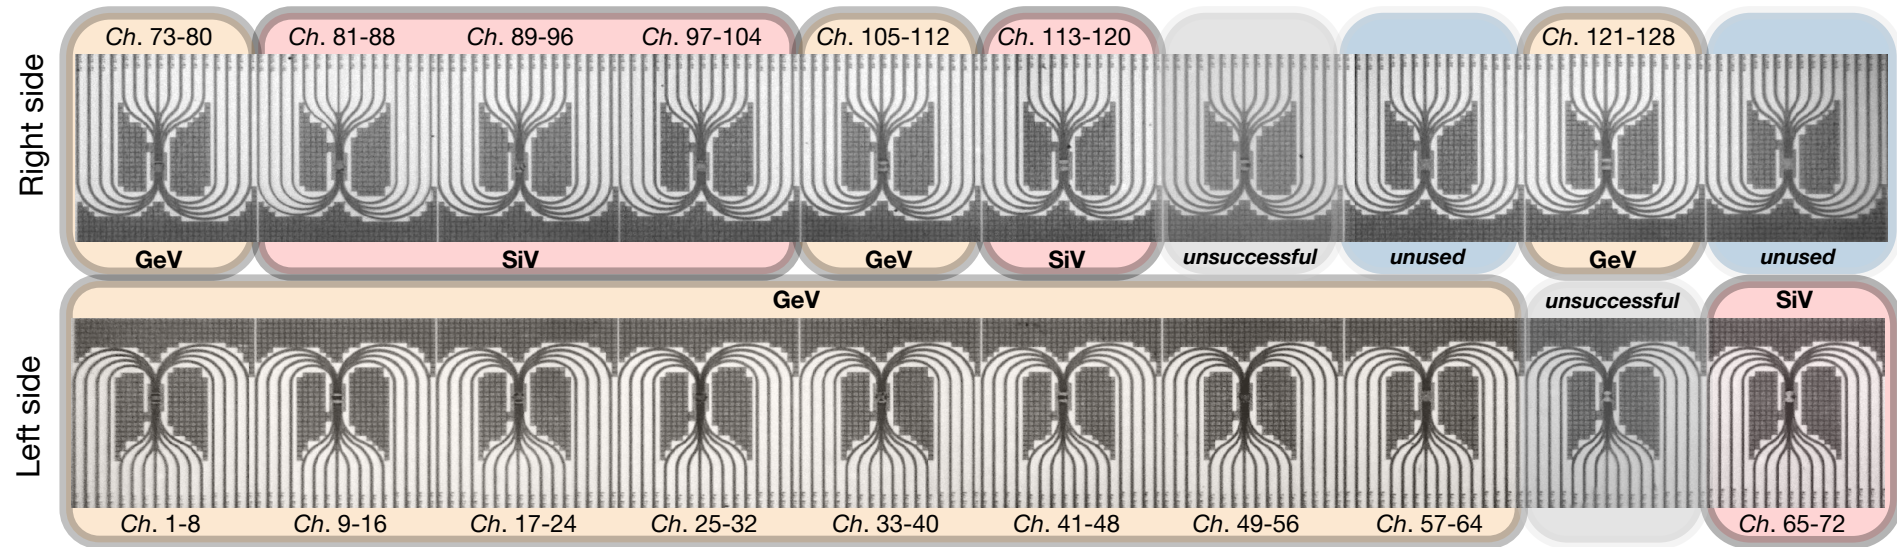 Right side
Ch. 73-80 Ch. 81-88 Ch. 89-96 Ch. 97-104 Ch. 105-112 Ch. 113-120 Ch. 121-128
GeV SiV GeV SiV unsuccessful unused GeV unused
Left side
GeV unsuccessful SiV
Ch. 1-8 Ch. 9-16 Ch. 17-24 Ch. 25-32 Ch. 33-40 Ch. 41-48 Ch. 49-56 Ch. 57-64 Ch. 65-72